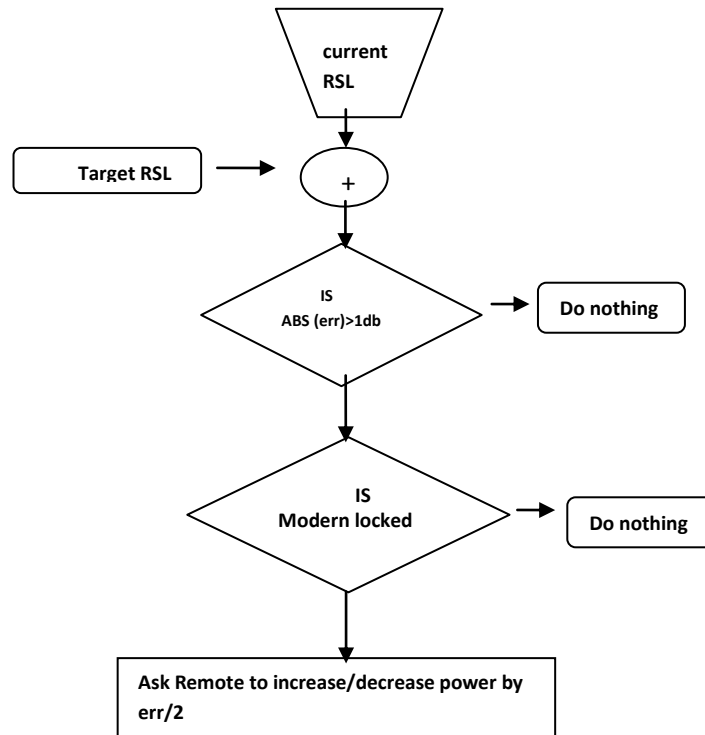 current
RSL
Target RSL
+
IS
ABS (err)>1db
Do nothing
IS
Modern locked
Do nothing
Ask Remote to increase/decrease power by
err/2